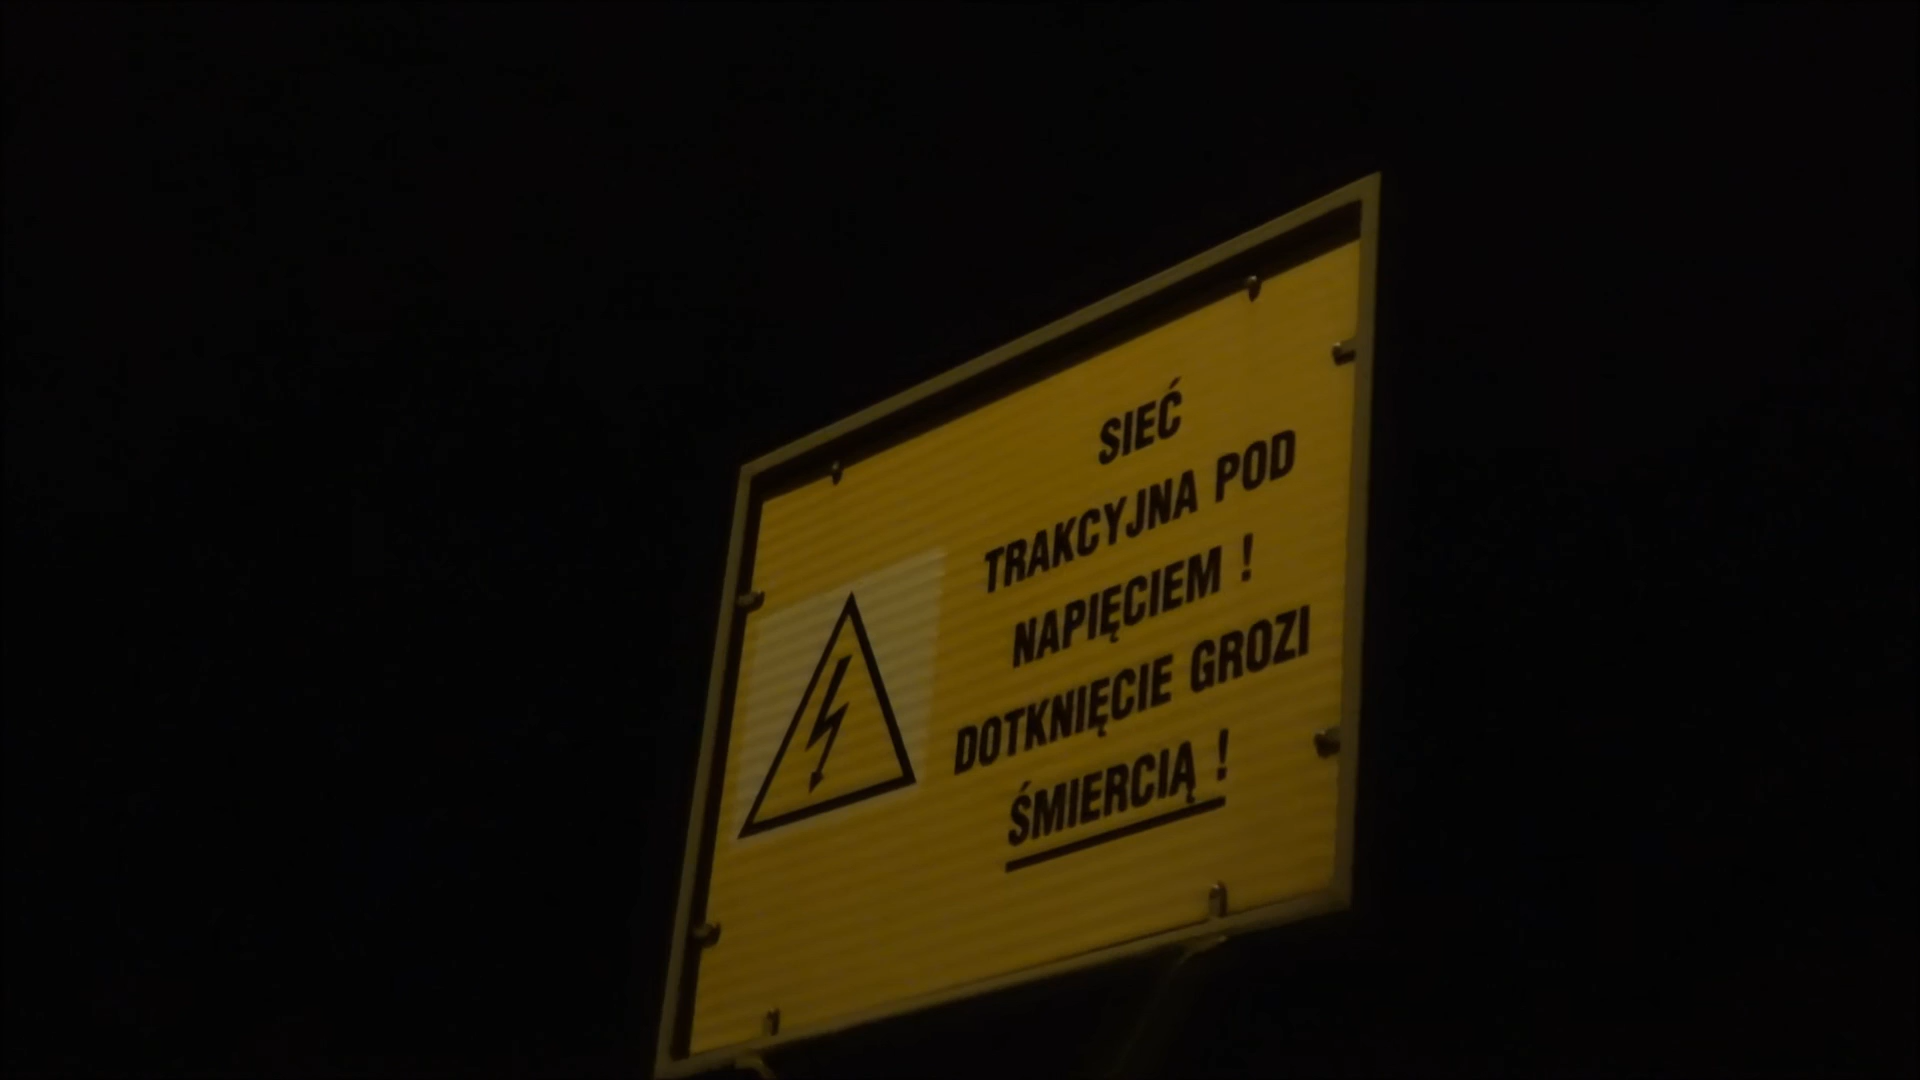 SIEĆ
TRAKCYJNA POD
NAPIĘCIEM !
DOTKNIĘCIE GROZI
ŚMIERCIĄ !